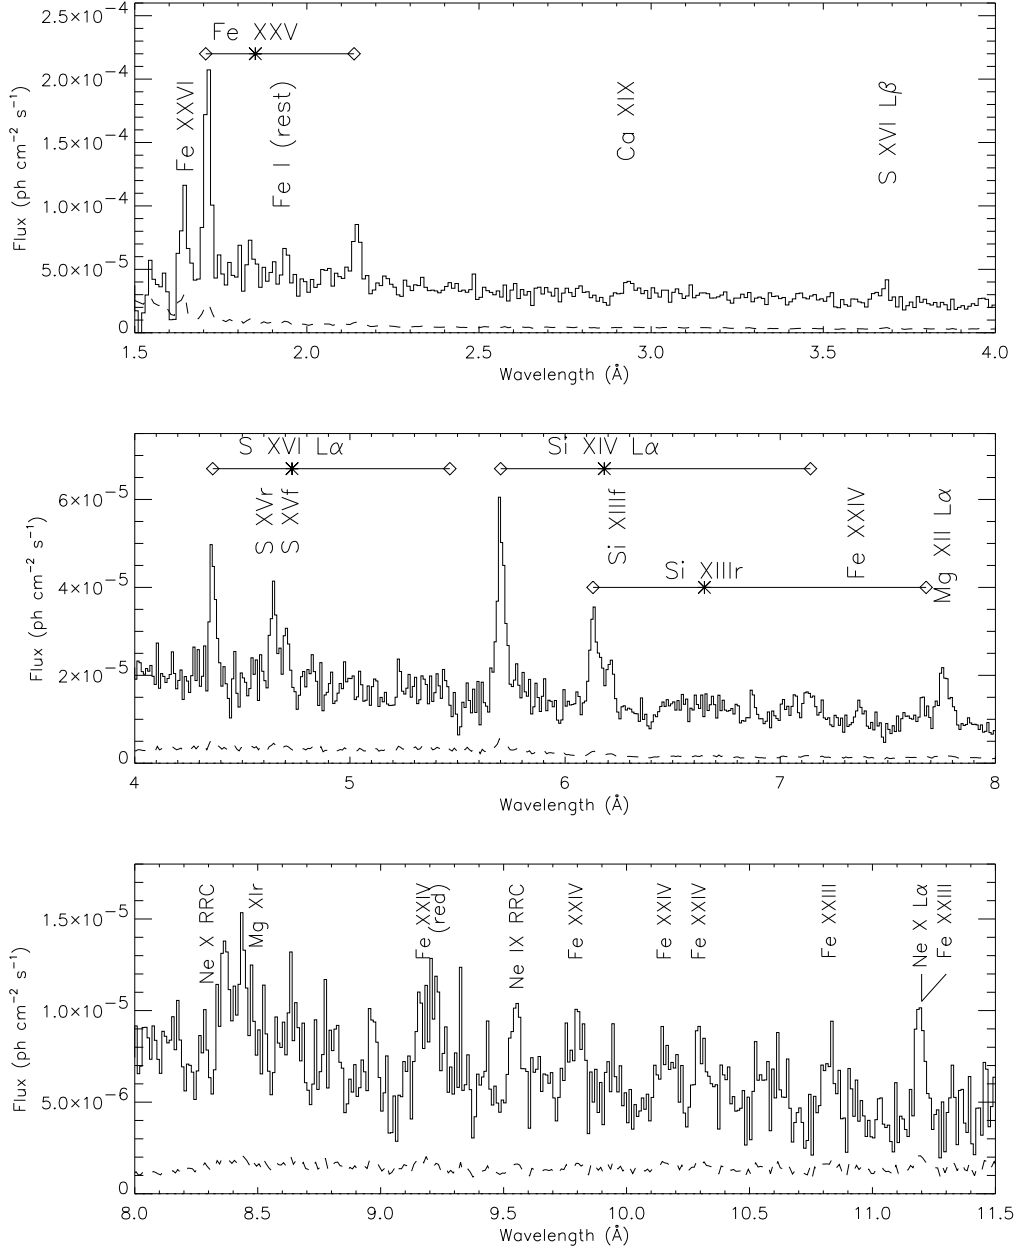 2.5×10⁻⁴
2.0×10⁻⁴
1.5×10⁻⁴
1.0×10⁻⁴
5.0×10⁻⁵
0
Flux (ph cm⁻² s⁻¹)
Fe XXV
Fe XXVI
Fe I (rest)
Ca XIX
S XVI Lβ
1.5 2.0 2.5 3.0 3.5 4.0
Wavelength (Å)
6×10⁻⁵
4×10⁻⁵
2×10⁻⁵
0
Flux (ph cm⁻² s⁻¹)
S XVI Lα
Si XIV Lα
S XVr
S XVf
Si XIIIf
Si XIIIr
Fe XXIV
Mg XII Lα
4 5 6 7 8
Wavelength (Å)
1.5×10⁻⁵
1.0×10⁻⁵
5.0×10⁻⁶
0
Flux (ph cm⁻² s⁻¹)
Ne X RRC
Mg XIr
Fe XXIV
(red)
Ne IX RRC
Fe XXIV
Fe XXIV
Fe XXIV
Fe XXIII
Ne X Lα
Fe XXIII
8.0 8.5 9.0 9.5 10.0 10.5 11.0 11.5
Wavelength (Å)